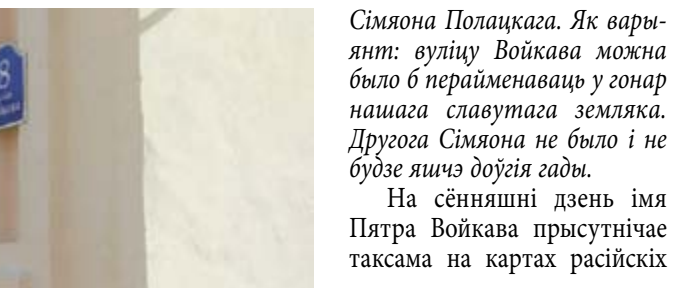 8
Сімяона Полацкага. Як вары-
янт: вуліцу Войкава можна
было б перайменаваць у гонар
нашага славутага земляка.
Другога Сімяона не было і не
будзе яшчэ доўгія гады.
На сённяшні дзень імя
Пятра Войкава прысутнічае
таксама на картах расійскіх